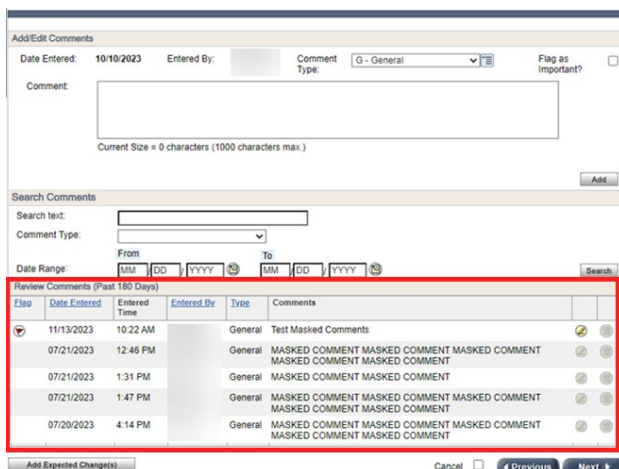 Add/Edit Comments
Date Entered: 10/10/2023 Entered By: Comment Type: G - General Flag as Important?
Comment:
Current Size = 0 characters (1000 characters max.)
Add
Search Comments
Search text:
Comment Type:
From To
Date Range: MM / DD / YYYY MM / DD / YYYY Search
Review Comments (Past 180 Days)
Flag Date Entered Entered Time Entered By Type Comments
11/13/2023 10:22 AM General Test Masked Comments
07/21/2023 12:46 PM General MASKED COMMENT MASKED COMMENT MASKED COMMENT
MASKED COMMENT MASKED COMMENT
07/21/2023 1:31 PM General MASKED COMMENT MASKED COMMENT
07/21/2023 1:47 PM General MASKED COMMENT MASKED COMMENT MASKED COMMENT
MASKED COMMENT MASKED COMMENT
07/20/2023 4:14 PM General MASKED COMMENT MASKED COMMENT
MASKED COMMENT MASKED COMMENT
Add Expected Change(s) Cancel Previous Next